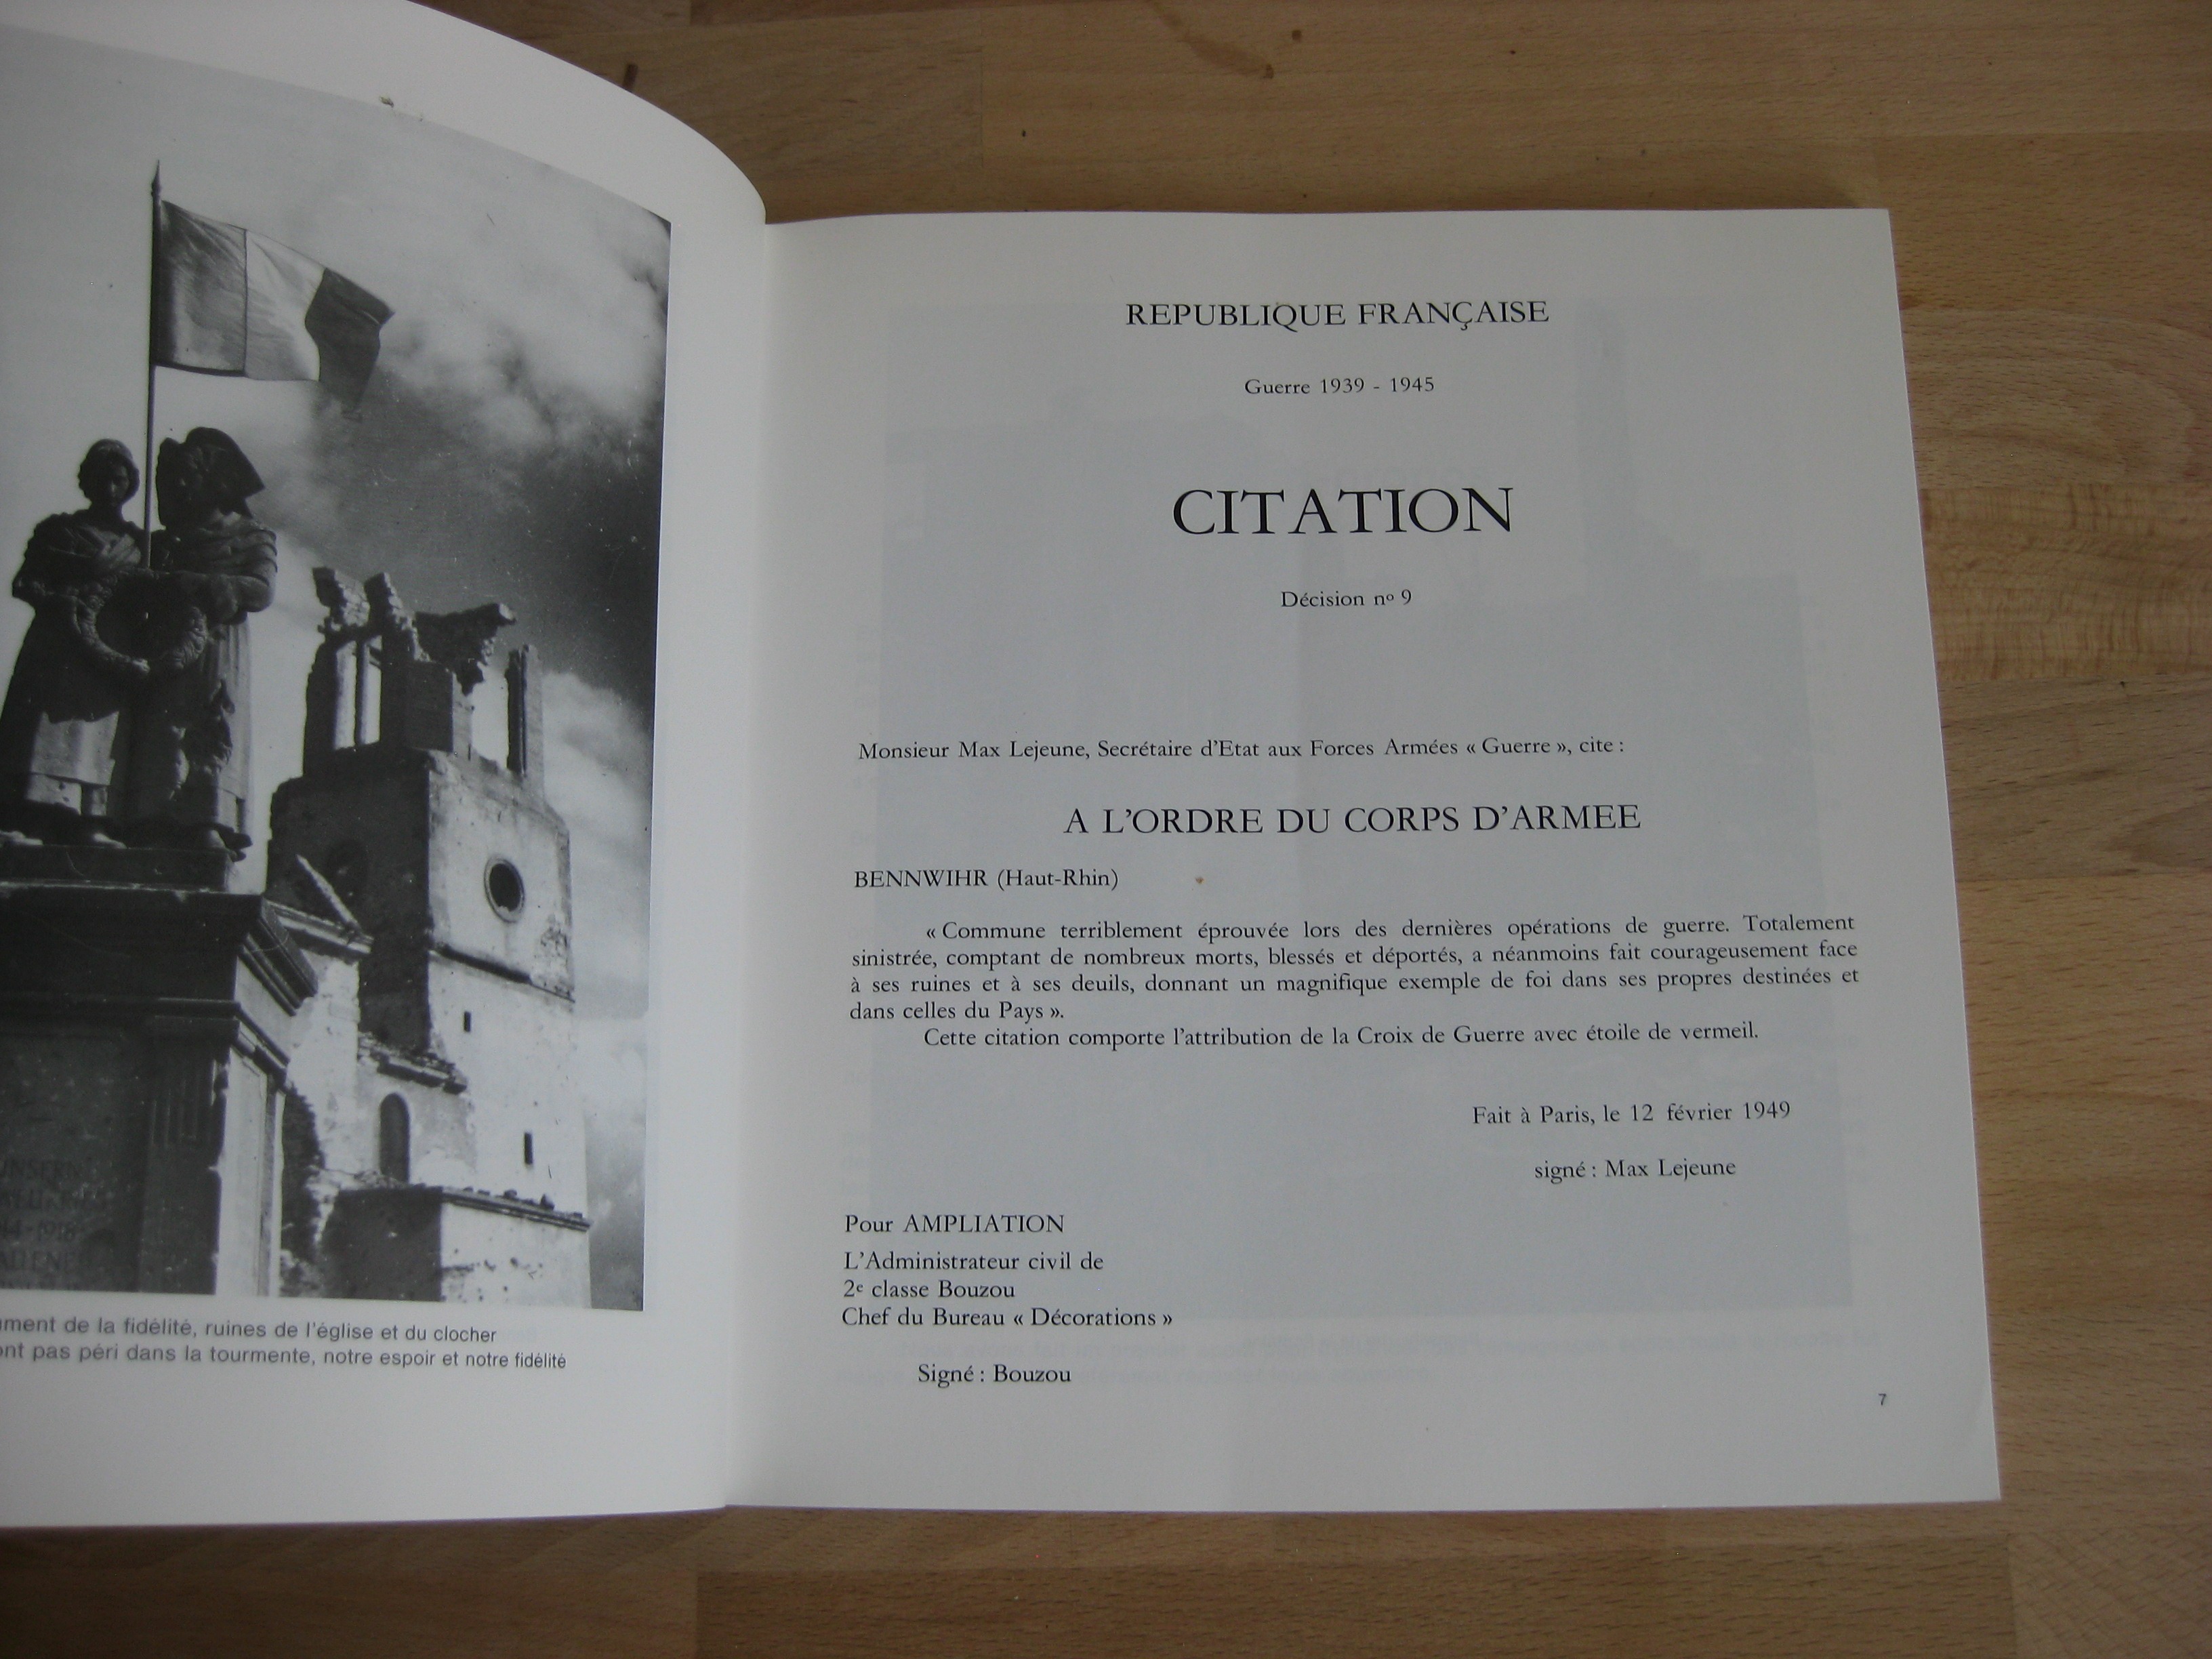 UNSERN
14-1918
ment de la fidélité, ruines de l'église et du clocher
ont pas péri dans la tourmente, notre espoir et notre fidélité
REPUBLIQUE FRANÇAISE
Guerre 1939 - 1945
CITATION
Décision nº 9
Monsieur Max Lejeune, Secrétaire d'Etat aux Forces Armées « Guerre », cite :
A L'ORDRE DU CORPS D'ARMEE
BENNWIHR (Haut-Rhin)
« Commune terriblement éprouvée lors des dernières opérations de guerre. Totalement
sinistrée, comptant de nombreux morts, blessés et déportés, a néanmoins fait courageusement face
à ses ruines et à ses deuils, donnant un magnifique exemple de foi dans ses propres destinées et
dans celles du Pays ».
Cette citation comporte l'attribution de la Croix de Guerre avec étoile de vermeil.
Fait à Paris, le 12 février 1949
signé : Max Lejeune
Pour AMPLIATION
L'Administrateur civil de
2e classe Bouzou
Chef du Bureau « Décorations »
Signé : Bouzou
7